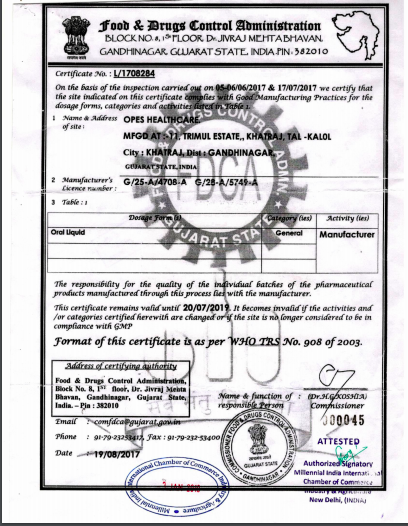 Food & Drugs Control Administration
BLOCK NO. 8, 1ST FLOOR Dr. JIVRAJ MEHTA BHAVAN.
GANDHINAGAR GUJARAT STATE, INDIA.PIN : 382010
Certificate No. : L/1708284
On the basis of the inspection carried out on 05-06/06/2017 & 17/07/2017 we certify that
the site indicated on this certificate complies with Good Manufacturing Practices for the
dosage forms, categories and activities listed in Table 1
1 Name & Address of site : OPES HEALTHCARE,
MFGD AT :-11, TRIMUL ESTATE,, KHATRAJ, TAL -KALOL
City : KHATRAJ, Dist : GANDHINAGAR,
GUJARAT STATE, INDIA
2 Manufacturer's Licence number : G/25-A/4708-A G/28-A/5749-A
3 Table : 1
Dosage Form (s) Category (ies) Activity (ies)
Oral Liquid General Manufacturer
FOOD & DRUGS CONTROL ADMN.
FDCA
GUJARAT STATE
The responsibility for the quality of the individual batches of the pharmaceutical
products manufactured through this process lies with the manufacturer.
This certificate remains valid until 20/07/2019. It becomes invalid if the activities and
/or categories certified herewith are changed or if the site is no longer considered to be in
compliance with GMP
Format of this certificate is as per WHO TRS No. 908 of 2003.
Address of certifying authority
Food & Drugs Control Administration,
Block No. 8, 1ST floor, Dr. Jivraj Mehta
Bhavan, Gandhinagar, Gujarat State,
India. – Pin : 382010
Name & function of : (Dr.H.G.KOSHIA)
responsible Person Commissioner
000045
Email : comfdca@gujarat.gov.in
Phone : 91-79-23253417, Fax : 91-79-232-53400
Date : 19/08/2017
GUJARAT STATE
GANDHINAGAR
ATTESTED
Authorized Signatory
Millennial India International
Chamber of Commerce
Industry & Agriculture
New Delhi, (INDIA)